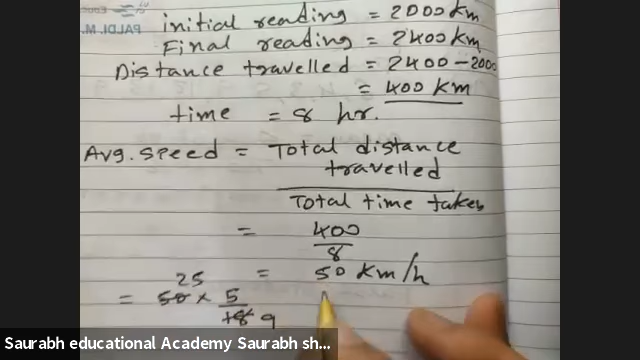 initial reading = 2000 km
Final reading = 2400 km
Distance travelled = 2400 - 2000
= 400 km
time = 8 hr.
Avg. speed = Total distance travelled
Total time taken
= 400
8
= 50 km/h
25
= 50 × 5
18 9
Saurabh educational Academy Saurabh sh...